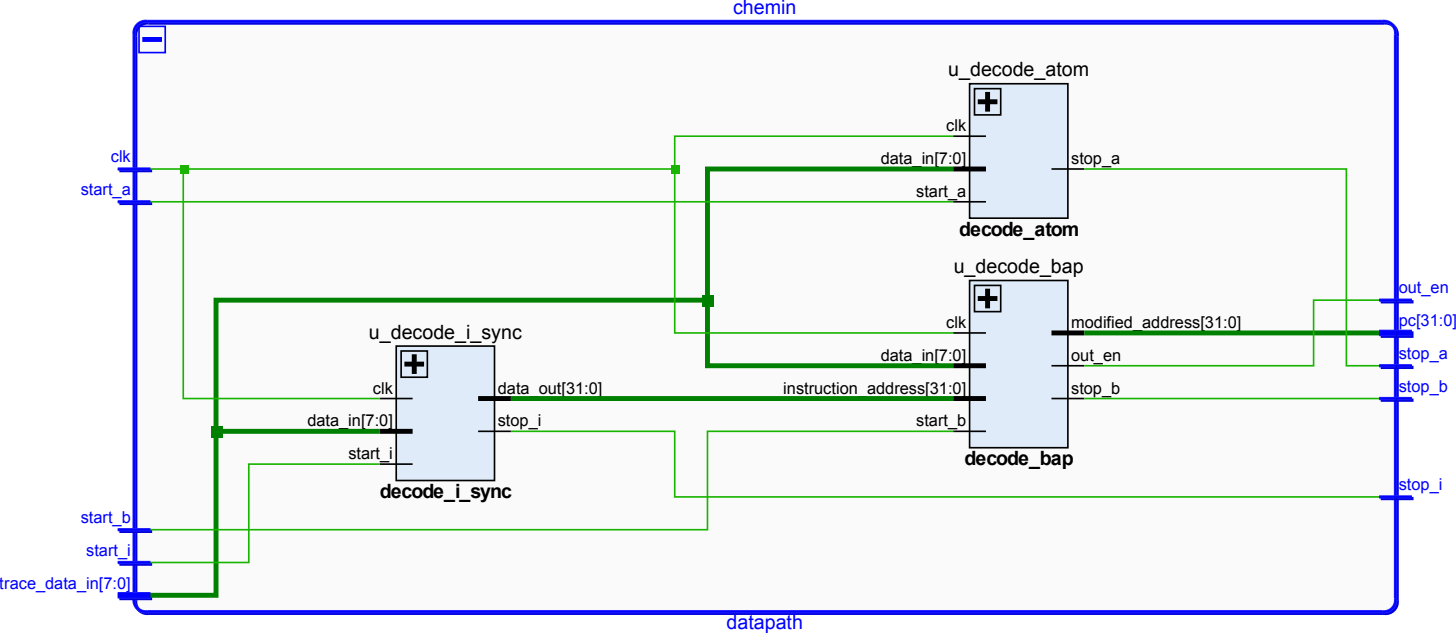 chemin
u_decode_atom
clk
data_in[7:0]
start_a
stop_a
decode_atom
clk
start_a
u_decode_bap
clk
data_in[7:0]
instruction_address[31:0]
start_b
modified_address[31:0]
out_en
stop_b
decode_bap
u_decode_i_sync
clk
data_in[7:0]
start_i
data_out[31:0]
stop_i
decode_i_sync
out_en
pc[31:0]
stop_a
stop_b
stop_i
start_b
start_i
trace_data_in[7:0]
datapath